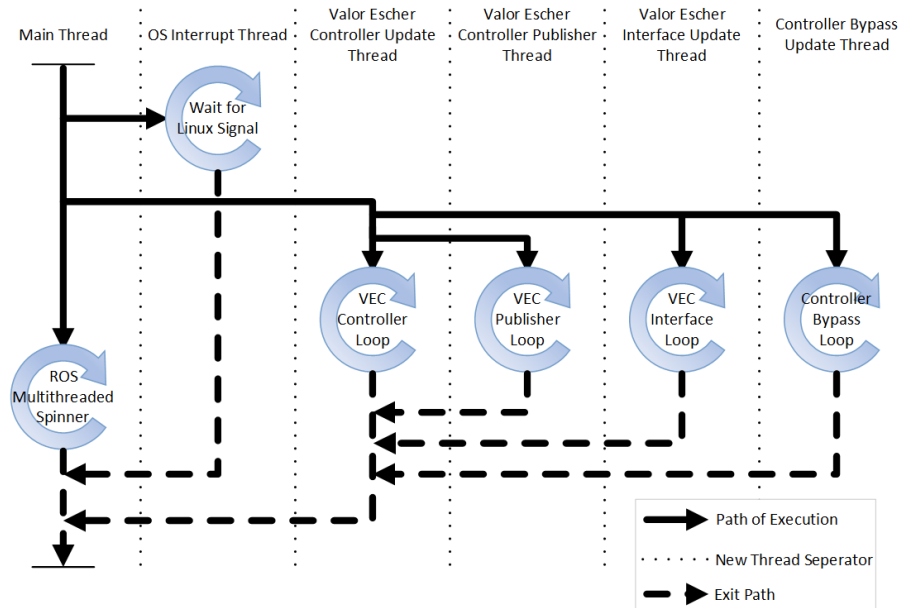 Main Thread
OS Interrupt Thread
Valor Escher
Controller Update
Thread
Valor Escher
Controller Publisher
Thread
Valor Escher
Interface Update
Thread
Controller Bypass
Update Thread
Wait for
Linux Signal
VEC
Controller
Loop
VEC
Publisher
Loop
VEC
Interface
Loop
Controller
Bypass
Loop
ROS
Multithreaded
Spinner
Path of Execution
New Thread Seperator
Exit Path